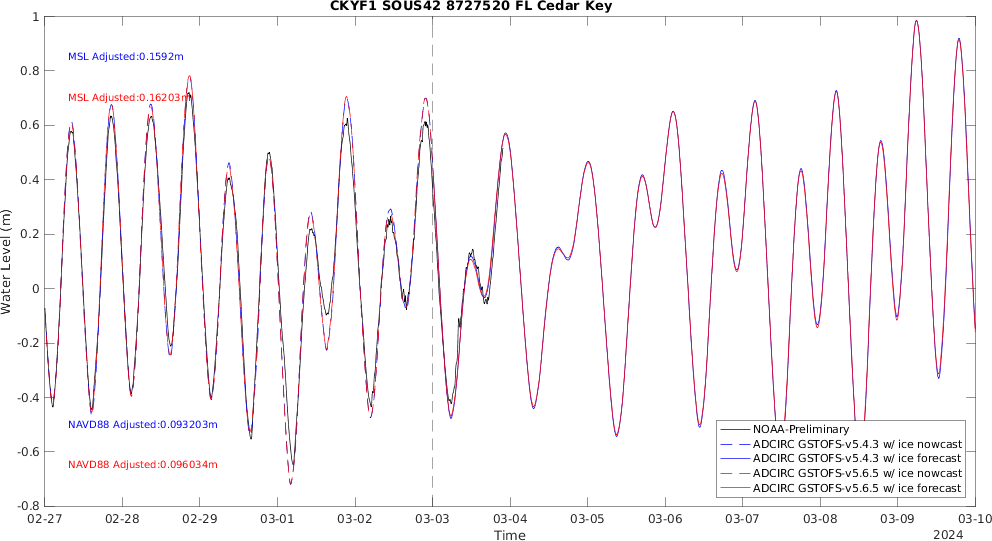 CKYF1 SOUS42 8727520 FL Cedar Key
1
0.8
0.6
0.4
0.2
0
-0.2
-0.4
-0.6
-0.8
Water Level (m)
MSL Adjusted:0.1592m
MSL Adjusted:0.16203m
NAVD88 Adjusted:0.093203m
NAVD88 Adjusted:0.096034m
NOAA-Preliminary
ADCIRC GSTOFS-v5.4.3 w/ ice nowcast
ADCIRC GSTOFS-v5.4.3 w/ ice forecast
ADCIRC GSTOFS-v5.6.5 w/ ice nowcast
ADCIRC GSTOFS-v5.6.5 w/ ice forecast
02-27 02-28 02-29 03-01 03-02 03-03 03-04 03-05 03-06 03-07 03-08 03-09 03-10
Time
2024